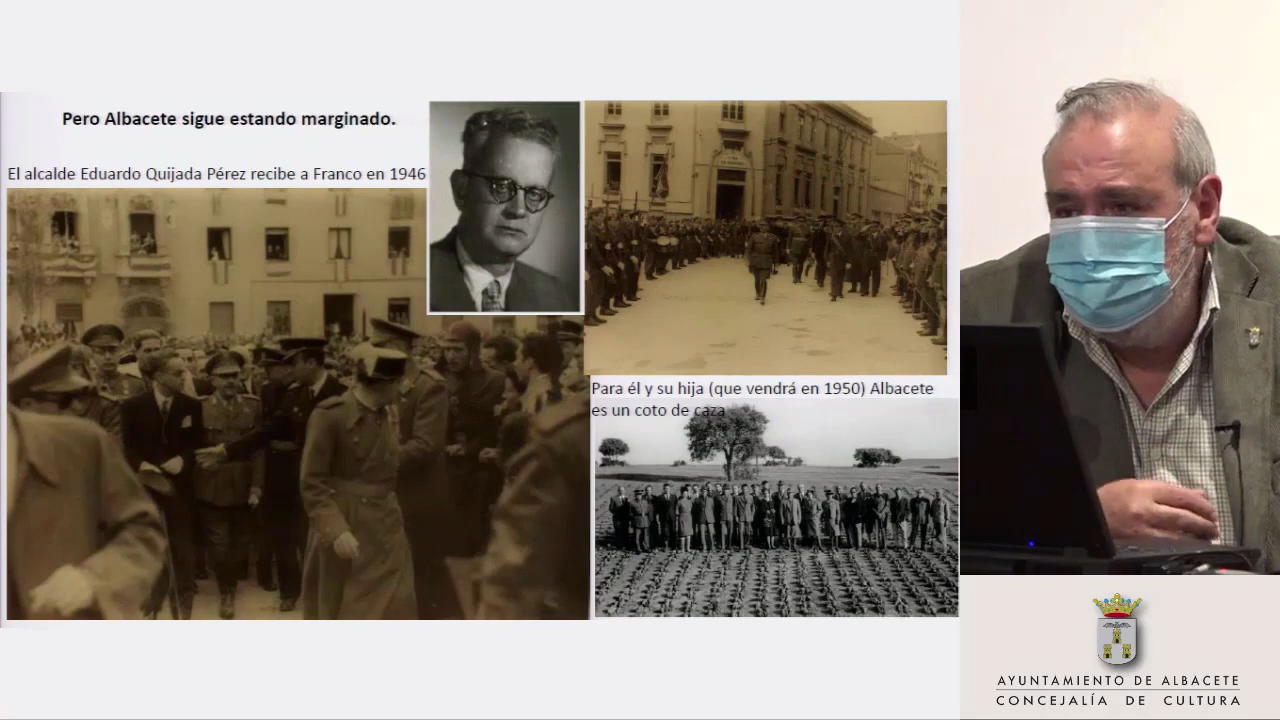 Pero Albacete sigue estando marginado.
El alcalde Eduardo Quijada Pérez recibe a Franco en 1946
Para él y su hija (que vendrá en 1950) Albacete
es un coto de caza
AYUNTAMIENTO DE ALBACETE
CONCEJALÍA DE CULTURA